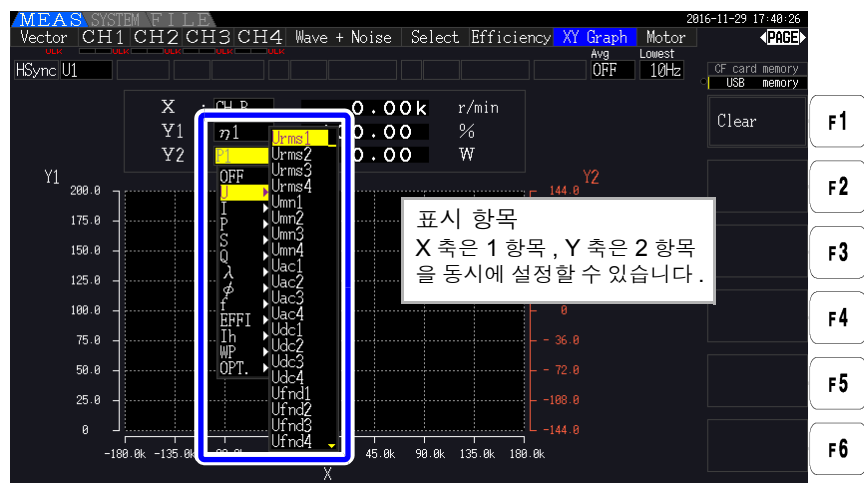 MEAS SYSTEM FILE 2016-11-29 17:40:26
Vector CH1 CH2 CH3 CH4 Wave + Noise Select Efficiency XY Graph Motor ◀PAGE▶
HSync U1 Avg OFF Lowest 10Hz
CF card memory
USB memory
X : CH B 0.00k r/min
Y1 η1 0.00 %
Y2 P1 0.00 W
Clear
F1
F2
F3
F4
F5
F6
OFF
U
I
P
S
Q
λ
φ
f
EFFI
Ih
WP
OPT.
Urms1
Urms2
Urms3
Urms4
Umn1
Umn2
Umn3
Umn4
Uac1
Uac2
Uac3
Uac4
Udc1
Udc2
Udc3
Udc4
Ufnd1
Ufnd2
Ufnd3
Ufnd4
표시 항목
X 축은 1 항목 , Y 축은 2 항목
을 동시에 설정할 수 있습니다 .
Y1
200.0
175.0
150.0
125.0
100.0
75.0
50.0
25.0
0
Y2
144.0
0
- 36.0
- 72.0
-108.0
-144.0
-180.0k -135.0k 45.0k 90.0k 135.0k 180.0k
X